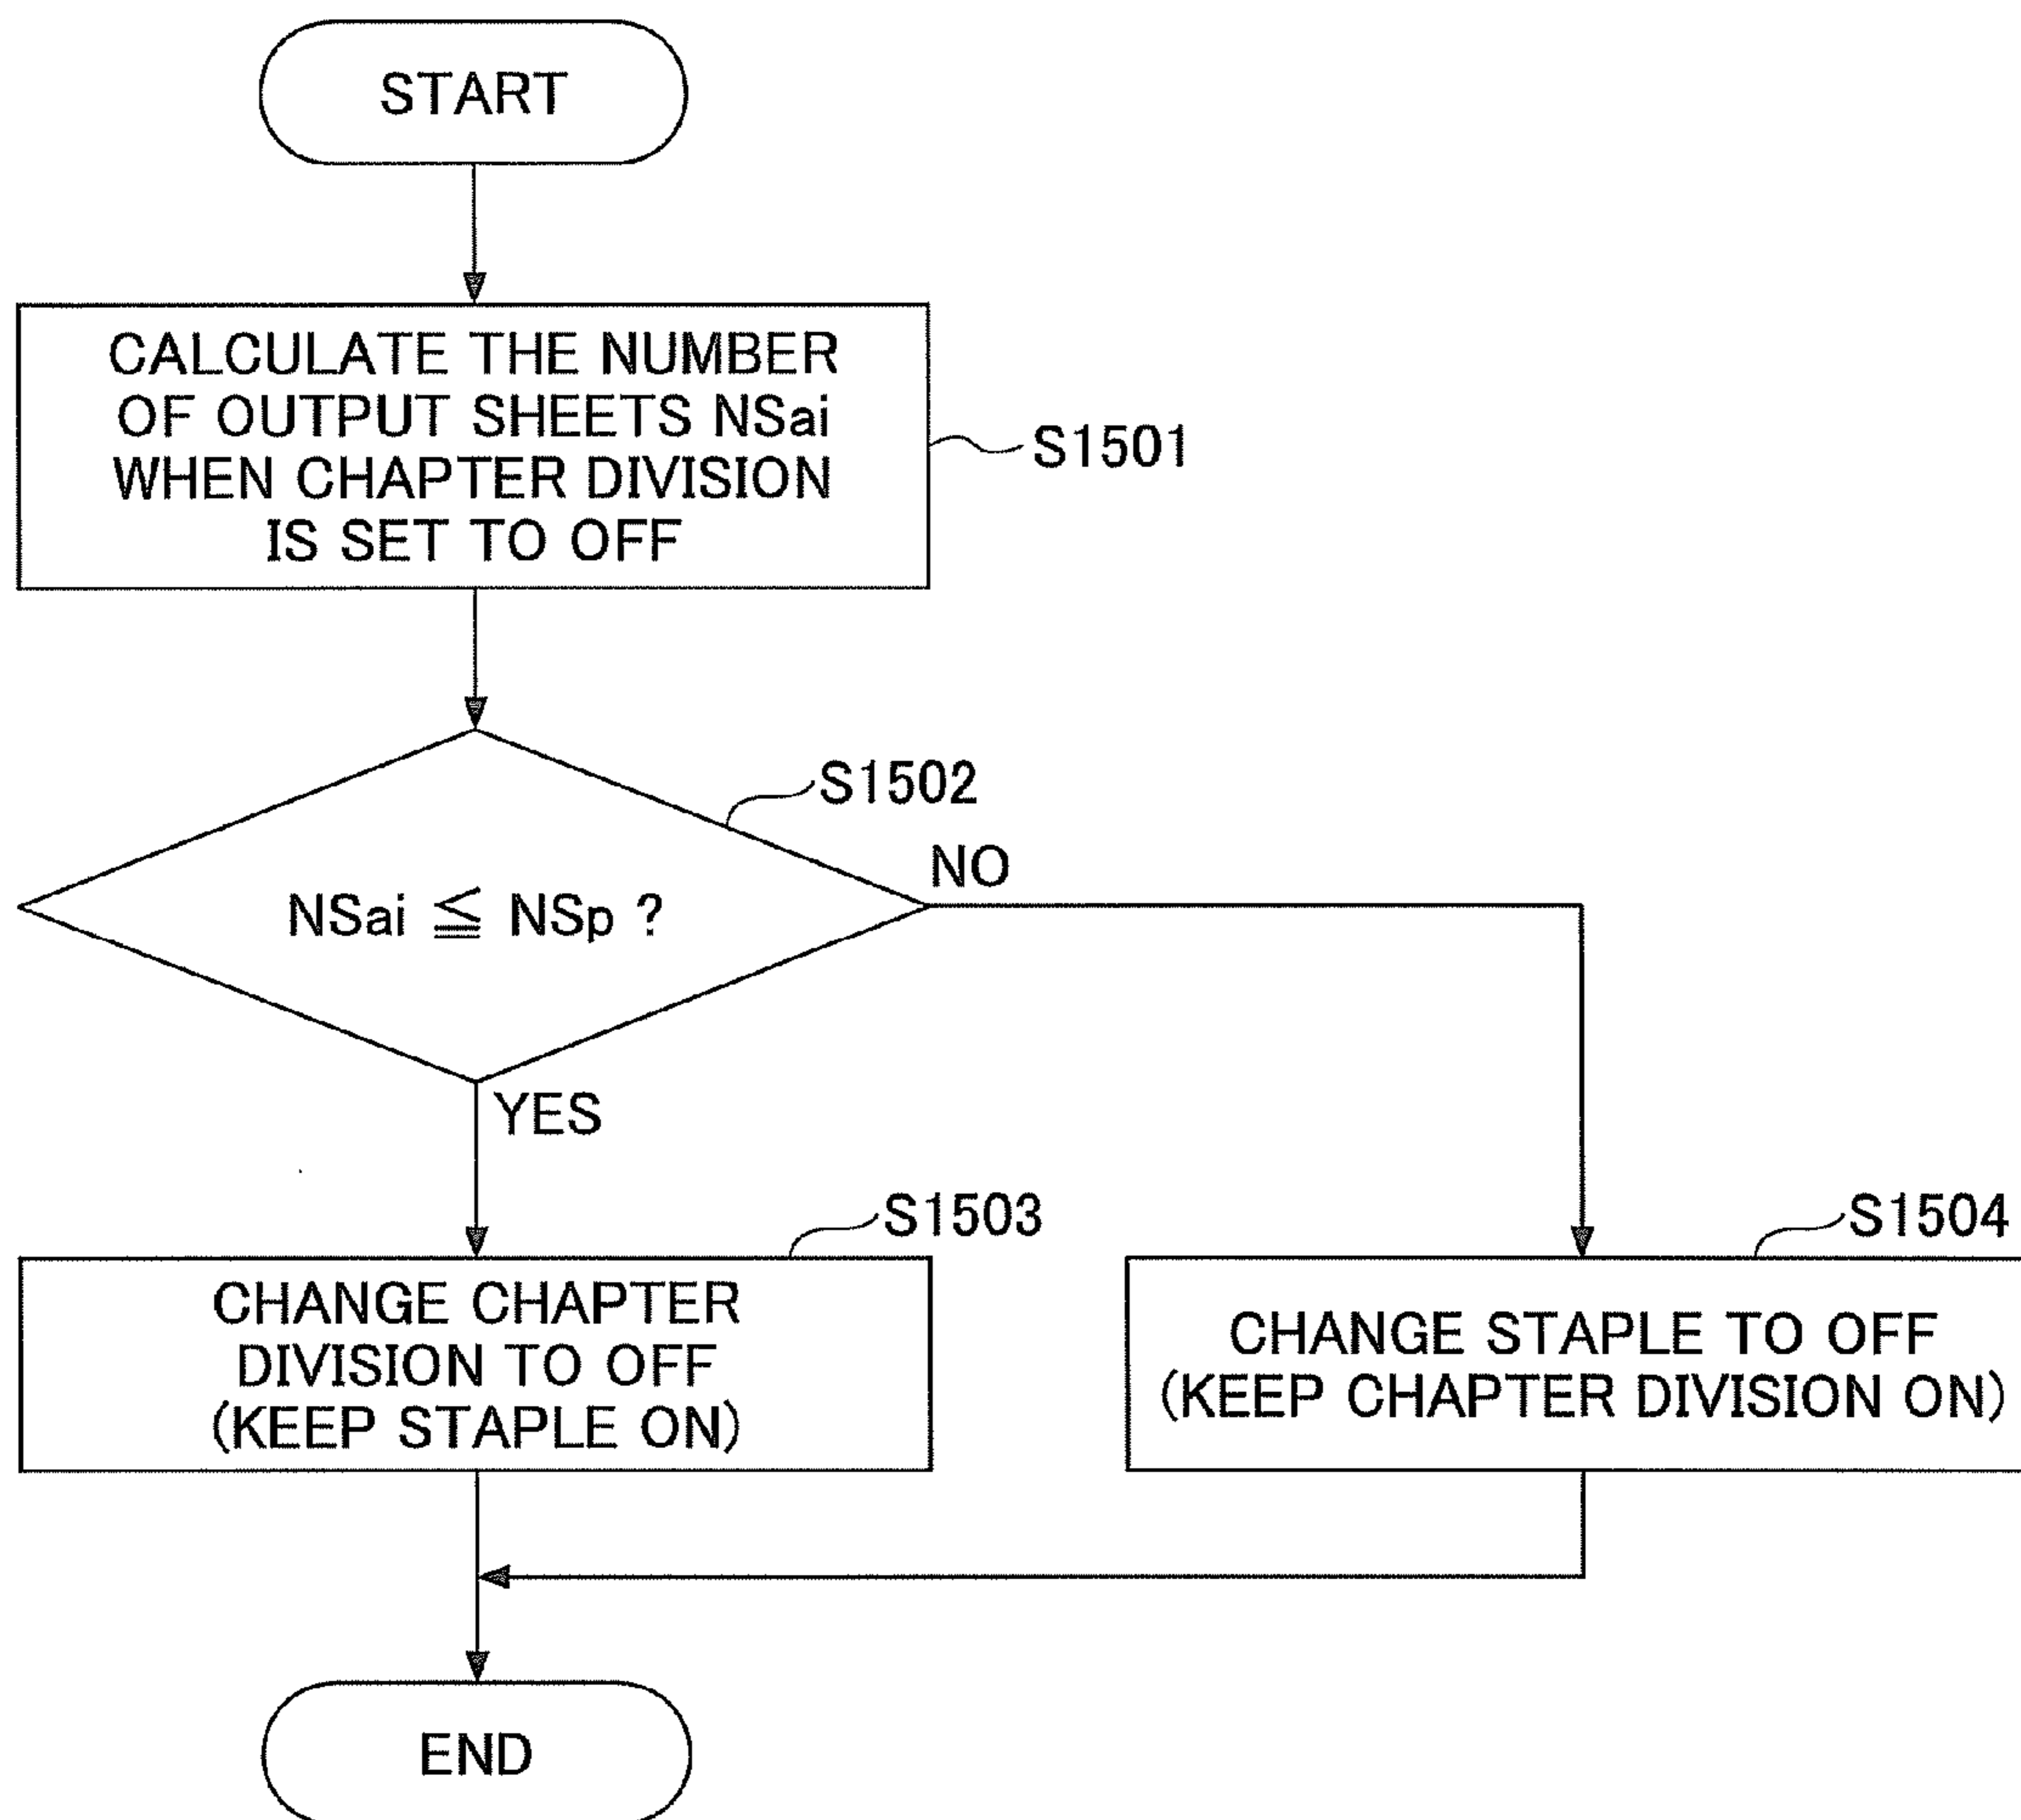 START
CALCULATE THE NUMBER
OF OUTPUT SHEETS NSai
WHEN CHAPTER DIVISION
IS SET TO OFF
S1501
S1502
NSai ≦ NSp ?
NO
YES
S1503
CHANGE CHAPTER
DIVISION TO OFF
(KEEP STAPLE ON)
S1504
CHANGE STAPLE TO OFF
(KEEP CHAPTER DIVISION ON)
END